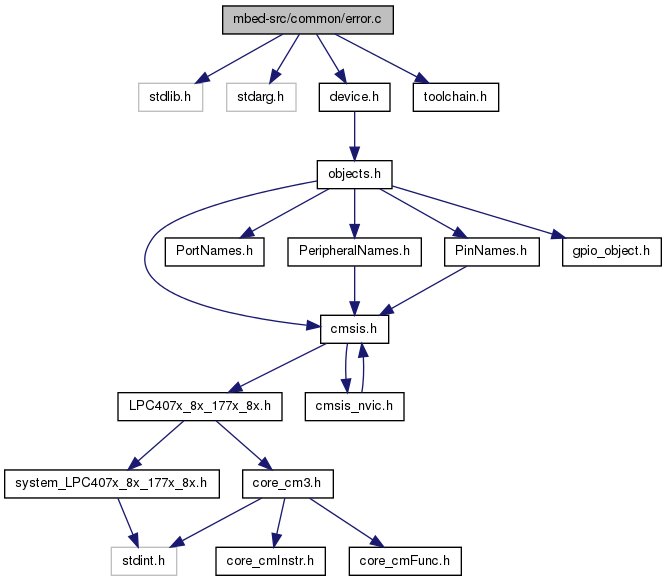 mbed-src/common/error.c
stdlib.h
stdarg.h
device.h
toolchain.h
objects.h
PortNames.h
PeripheralNames.h
PinNames.h
gpio_object.h
cmsis.h
LPC407x_8x_177x_8x.h
cmsis_nvic.h
system_LPC407x_8x_177x_8x.h
core_cm3.h
stdint.h
core_cmInstr.h
core_cmFunc.h